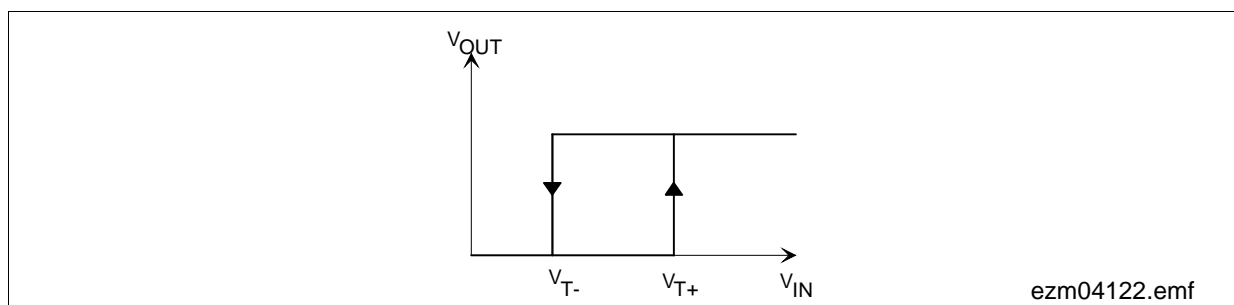 VOUT
VT-
VT+
VIN
ezm04122.emf